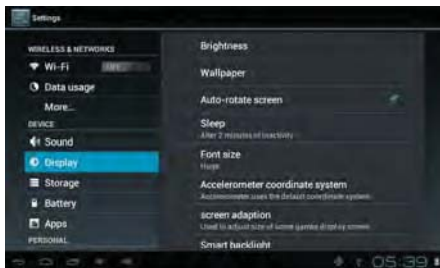 Settings
WIRELESS & NETWORKS
Wi-Fi
Data usage
More...
DEVICE
Sound
Display
Storage
Battery
Apps
PERSONAL
Brightness
Wallpaper
Auto-rotate screen
Sleep
After 2 minutes of inactivity
Font size
Huge
Accelerometer coordinate system
Accelerometer uses the default coordinate system
screen adaption
Used to adjust size of some games display screen
Smart backlight
05:39